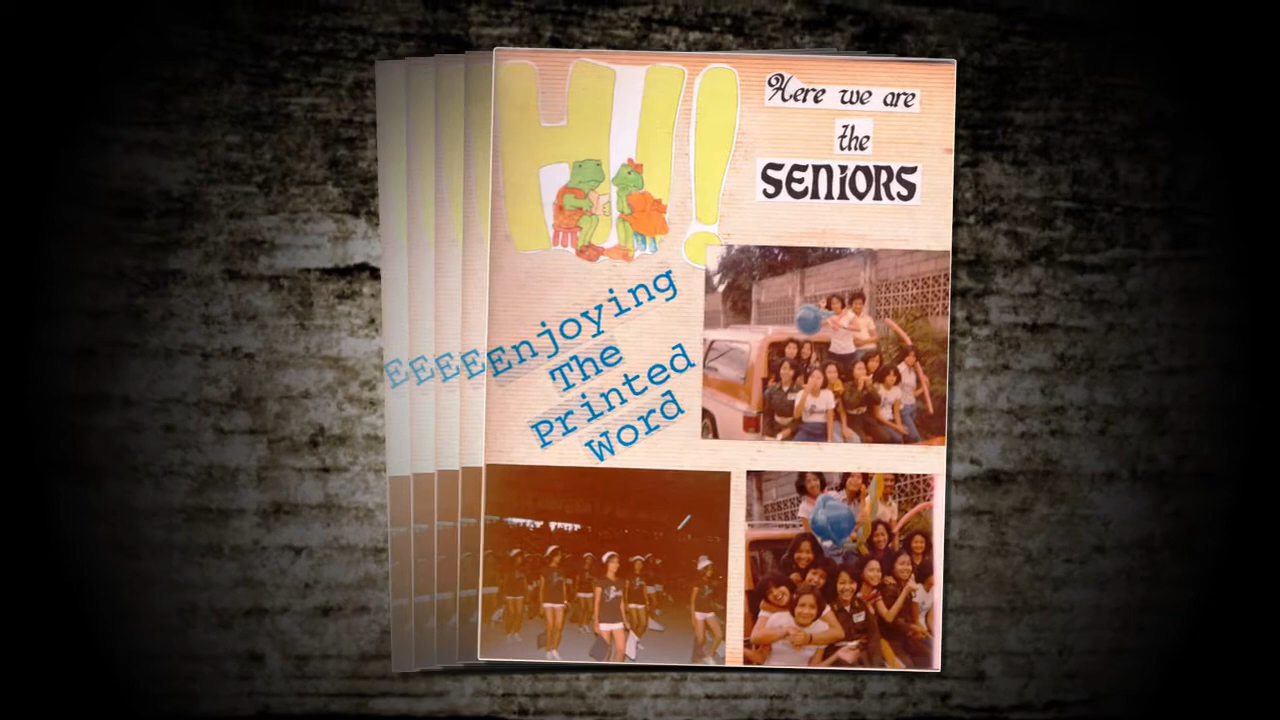 HI!
Here we are
the
SENIORS
E E E E Enjoying
The
Printed
Word